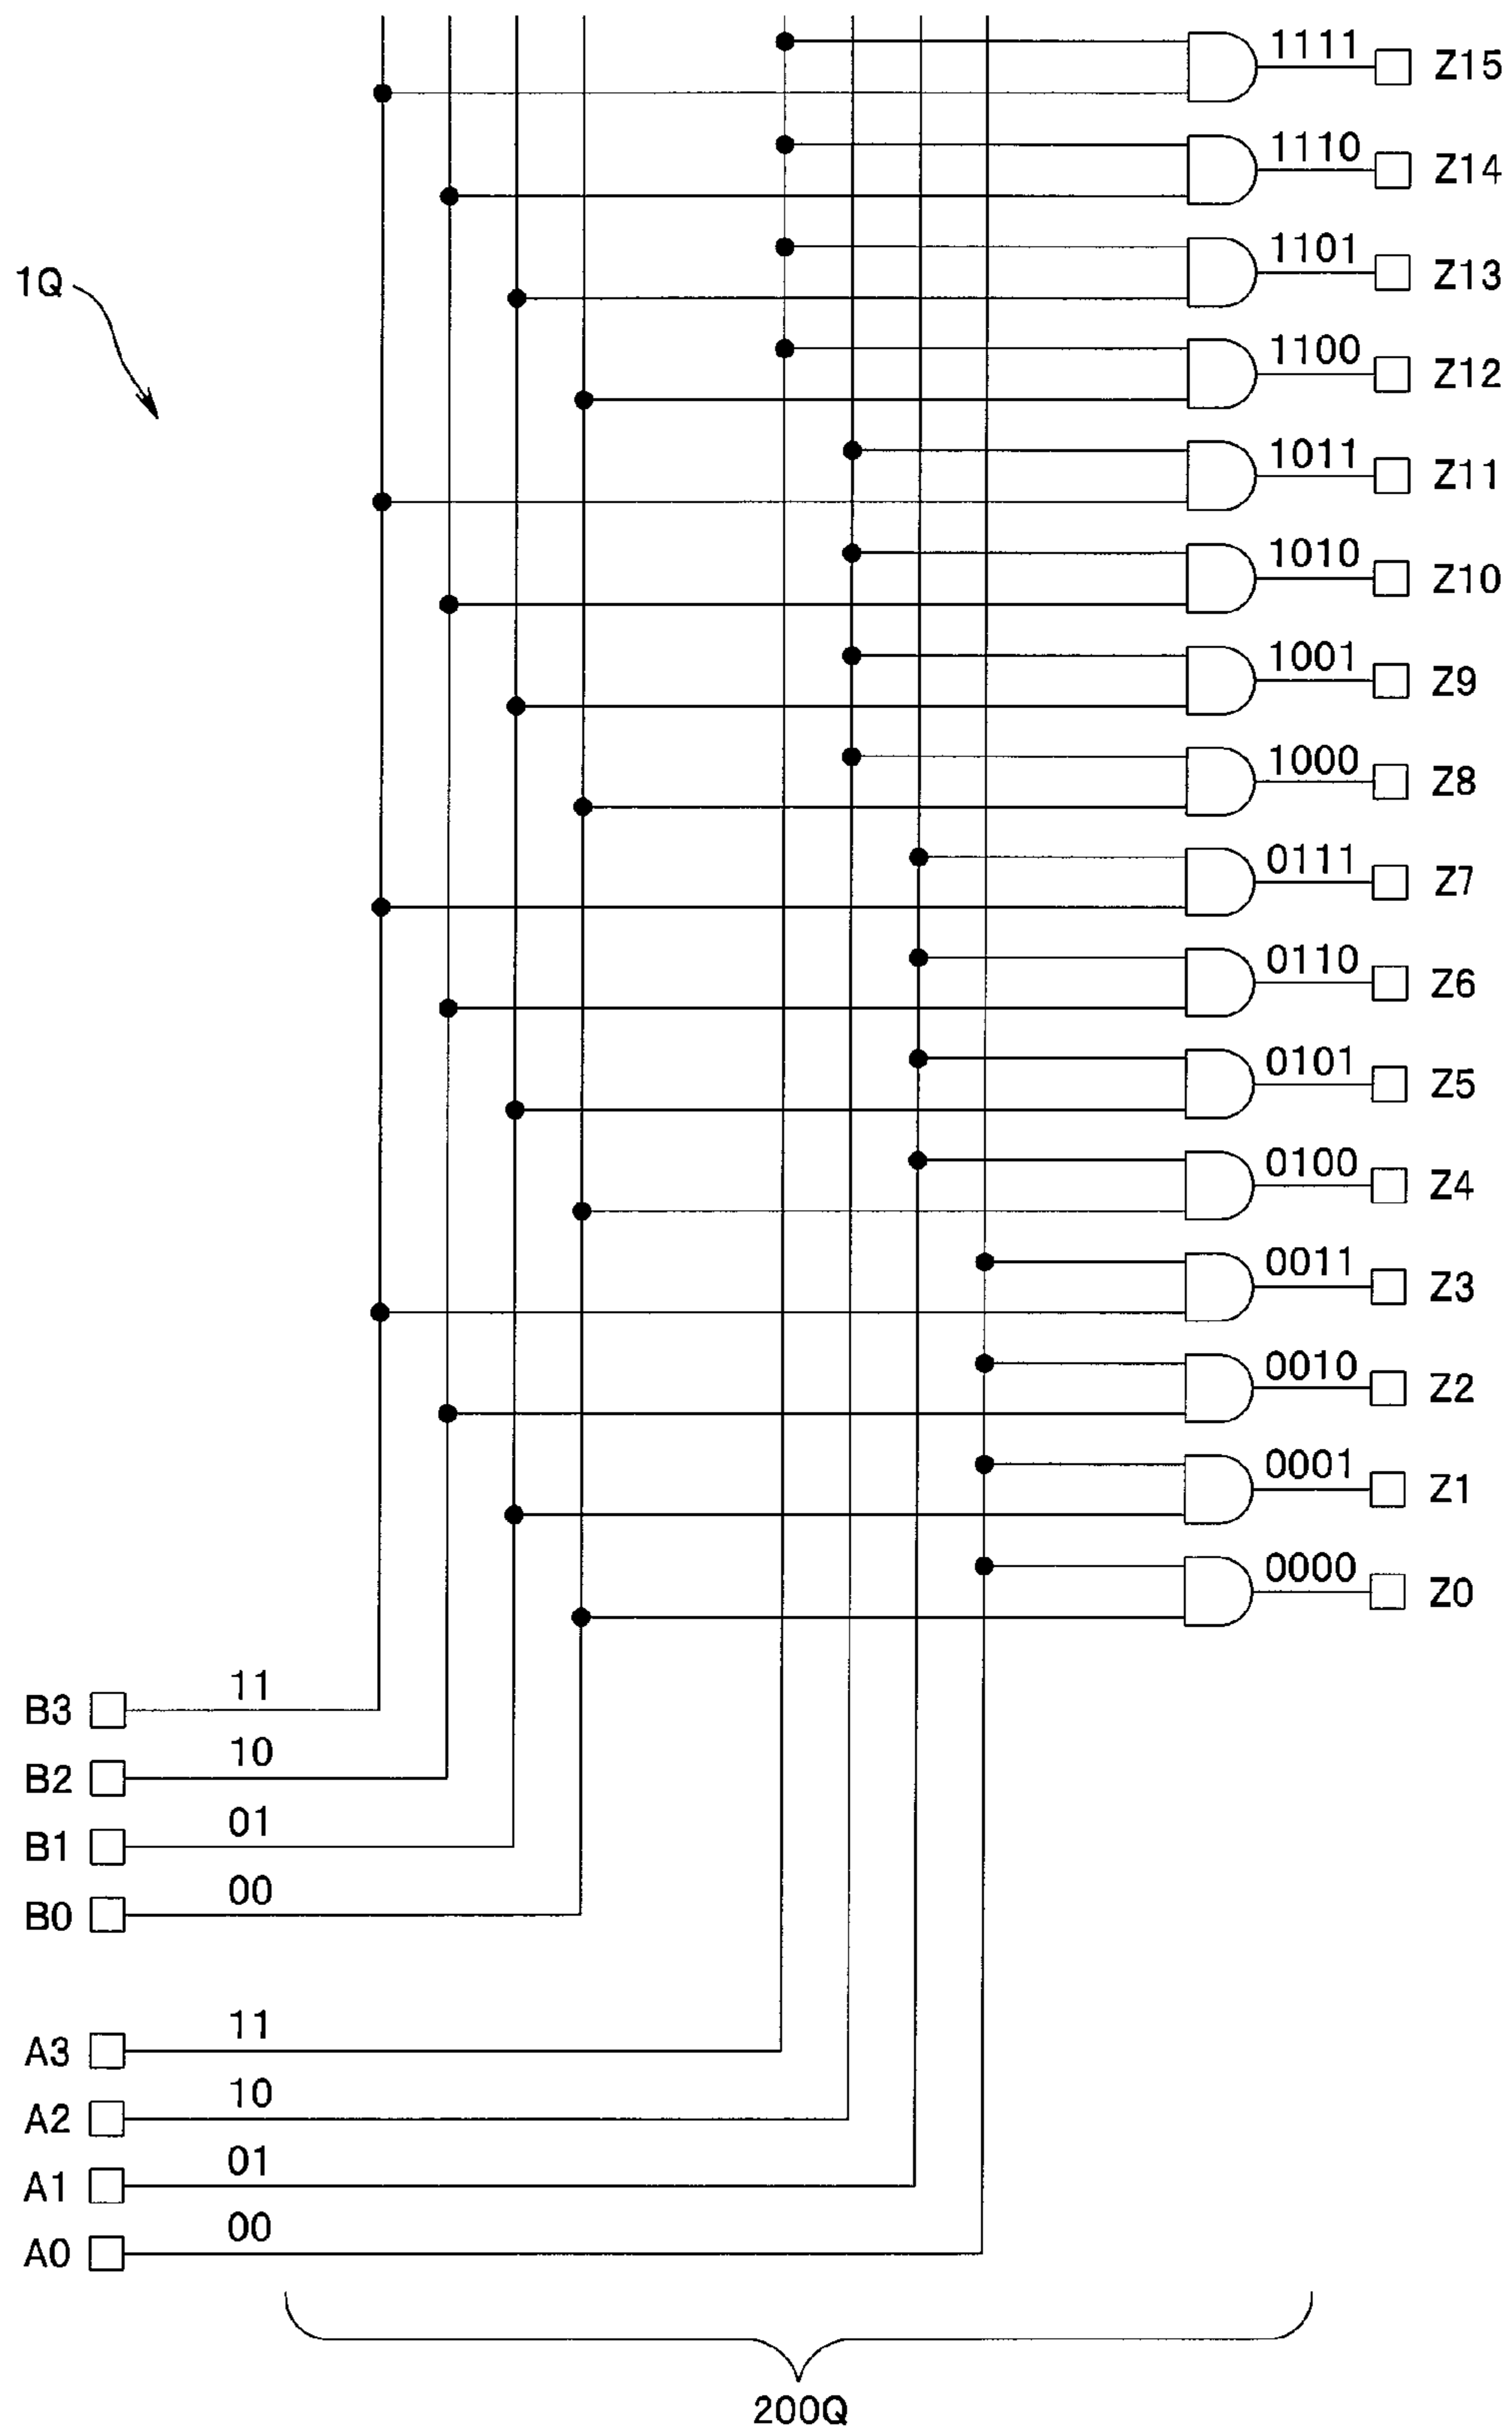 1111 Z15
1110 Z14
1101 Z13
1Q
1100 Z12
1011 Z11
1010 Z10
1001 Z9
1000 Z8
0111 Z7
0110 Z6
0101 Z5
0100 Z4
0011 Z3
0010 Z2
0001 Z1
0000 Z0
B3 11
B2 10
B1 01
B0 00
A3 11
A2 10
A1 01
A0 00
200Q